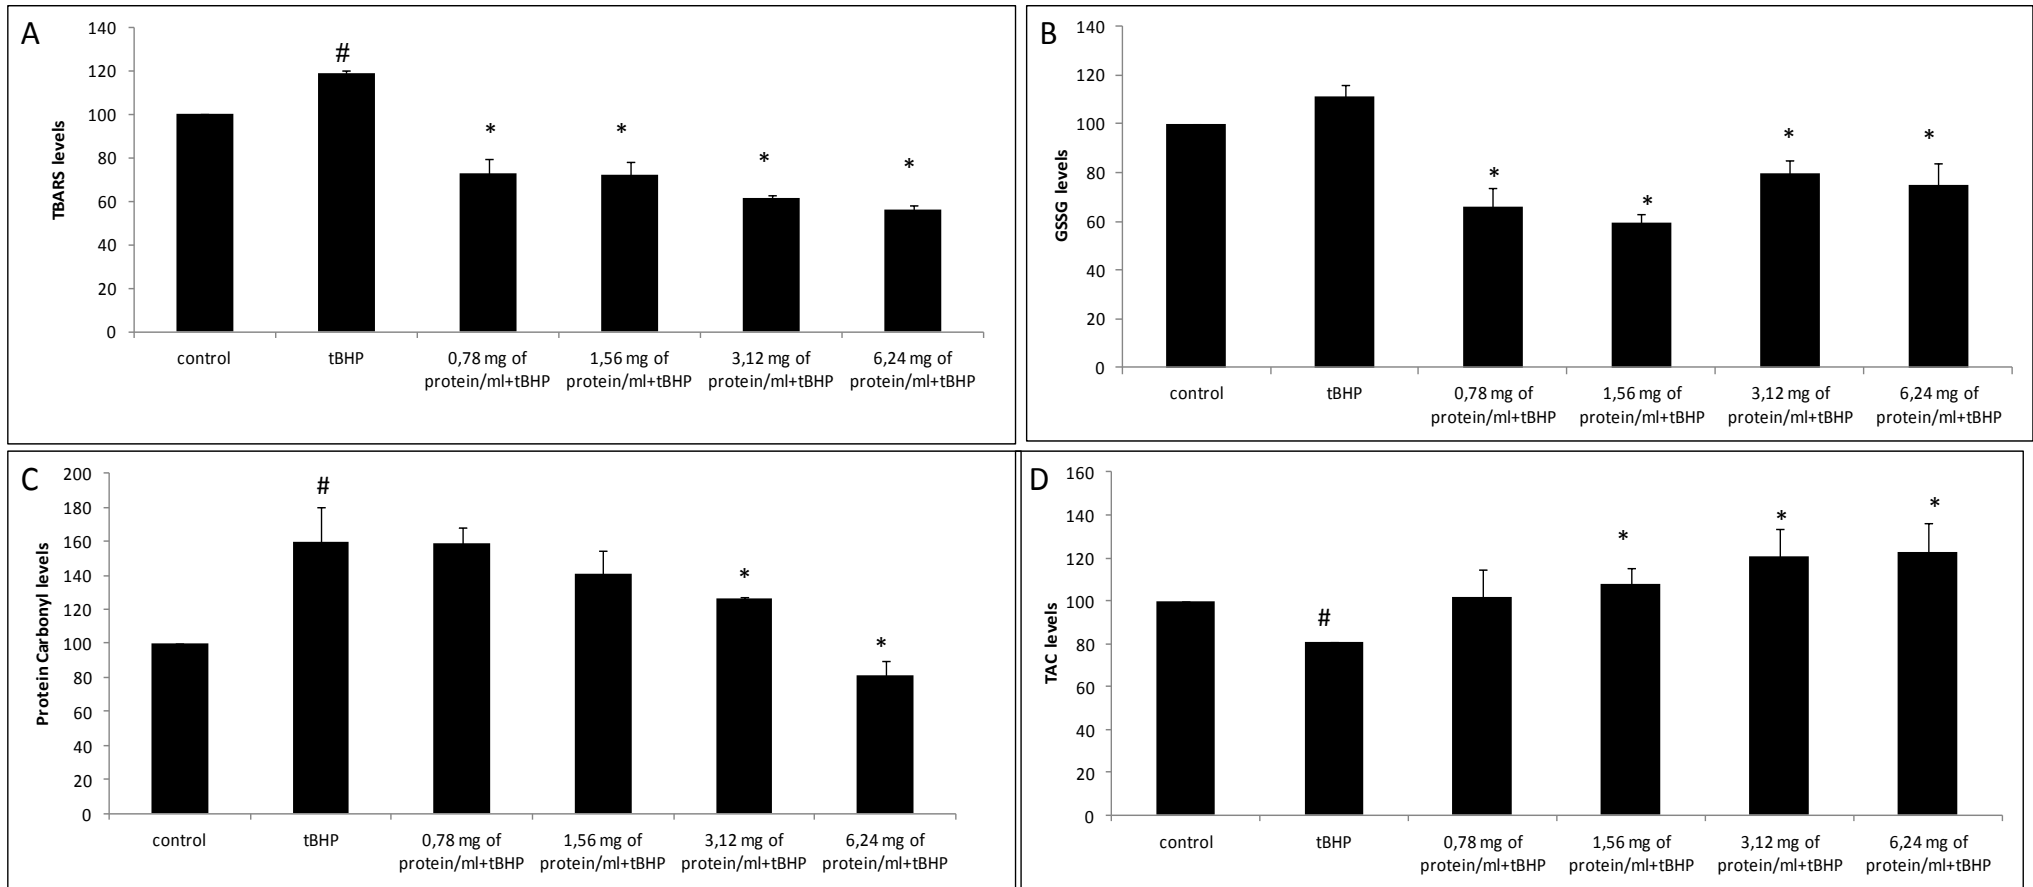 A
140
120
100
80
60
40
20
0
TBARS levels
#
*
*
*
*
control
tBHP
0,78 mg of
protein/ml+tBHP
1,56 mg of
protein/ml+tBHP
3,12 mg of
protein/ml+tBHP
6,24 mg of
protein/ml+tBHP
B
140
120
100
80
60
40
20
0
GSSG levels
*
*
*
*
control
tBHP
0,78 mg of
protein/ml+tBHP
1,56 mg of
protein/ml+tBHP
3,12 mg of
protein/ml+tBHP
6,24 mg of
protein/ml+tBHP
C
200
180
160
140
120
100
80
60
40
20
0
Protein Carbonyl levels
#
*
*
control
tBHP
0,78 mg of
protein/ml+tBHP
1,56 mg of
protein/ml+tBHP
3,12 mg of
protein/ml+tBHP
6,24 mg of
protein/ml+tBHP
D
160
140
120
100
80
60
40
20
0
TAC levels
#
*
*
*
control
tBHP
0,78 mg of
protein/ml+tBHP
1,56 mg of
protein/ml+tBHP
3,12 mg of
protein/ml+tBHP
6,24 mg of
protein/ml+tBHP